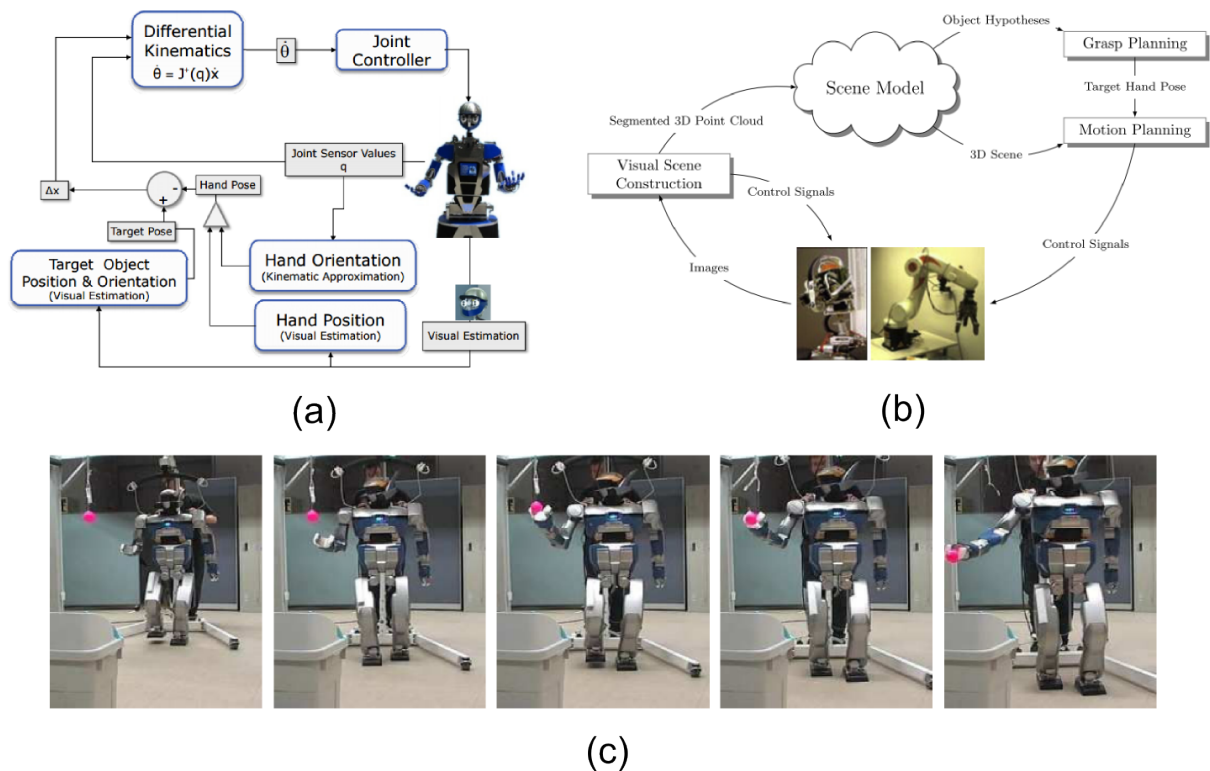 Differential
Kinematics
θ̇ = J⁺(q)ẋ
θ̇
Joint
Controller
Joint Sensor Values
q
Δx
-
+
Hand Pose
Target Pose
Target Object
Position & Orientation
(Visual Estimation)
Hand Orientation
(Kinematic Approximation)
Hand Position
(Visual Estimation)
Visual Estimation
(a)
Object Hypotheses
Grasp Planning
Scene Model
Target Hand Pose
Segmented 3D Point Cloud
Motion Planning
3D Scene
Visual Scene
Construction
Control Signals
Control Signals
Images
(b)
(c)